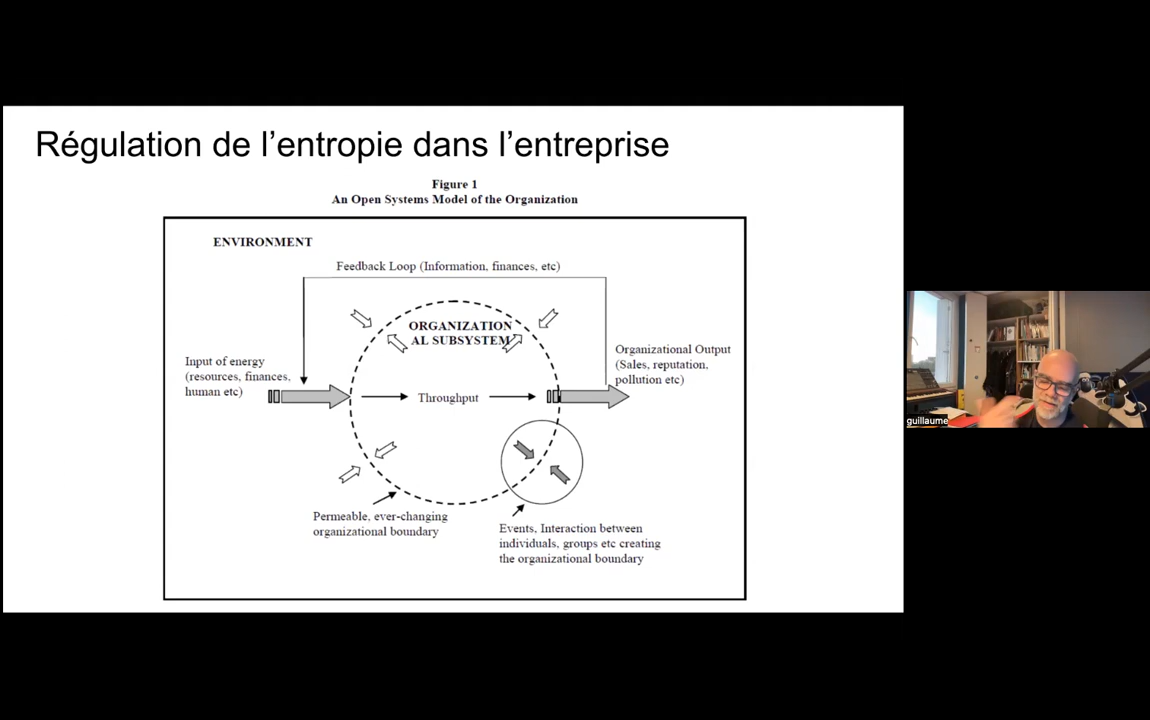 Régulation de l’entropie dans l’entreprise
Figure 1
An Open Systems Model of the Organization
ENVIRONMENT
Feedback Loop (Information, finances, etc)
ORGANIZATION
AL SUBSYSTEM
Input of energy
(resources, finances,
human etc)
Throughput
Organizational Output
(Sales, reputation,
pollution etc)
Permeable, ever-changing
organizational boundary
Events, Interaction between
individuals, groups etc creating
the organizational boundary
guillaume